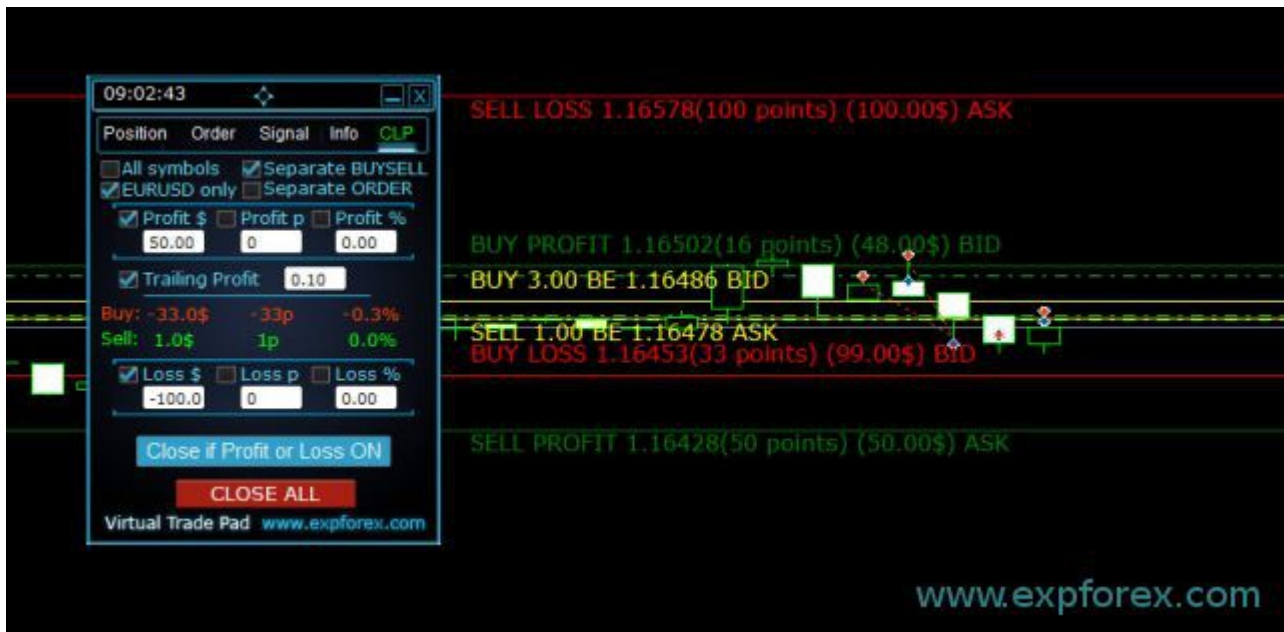 09:02:43
Position Order Signal Info CLP
All symbols Separate BUYSELL
EURUSD only Separate ORDER
Profit $ Profit p Profit %
50.00 0 0.00
Trailing Profit 0.10
Buy: -33.0$ -33p -0.3%
Sell: 1.0$ 1p 0.0%
Loss $ Loss p Loss %
-100.0 0 0.00
Close if Profit or Loss ON
CLOSE ALL
Virtual Trade Pad www.expforex.com
SELL LOSS 1.16578(100 points) (100.00$) ASK
BUY PROFIT 1.16502(16 points) (48.00$) BID
BUY 3.00 BE 1.16486 BID
SELL 1.00 BE 1.16478 ASK
BUY LOSS 1.16453(33 points) (99.00$) BID
SELL PROFIT 1.16428(50 points) (50.00$) ASK
www.expforex.com